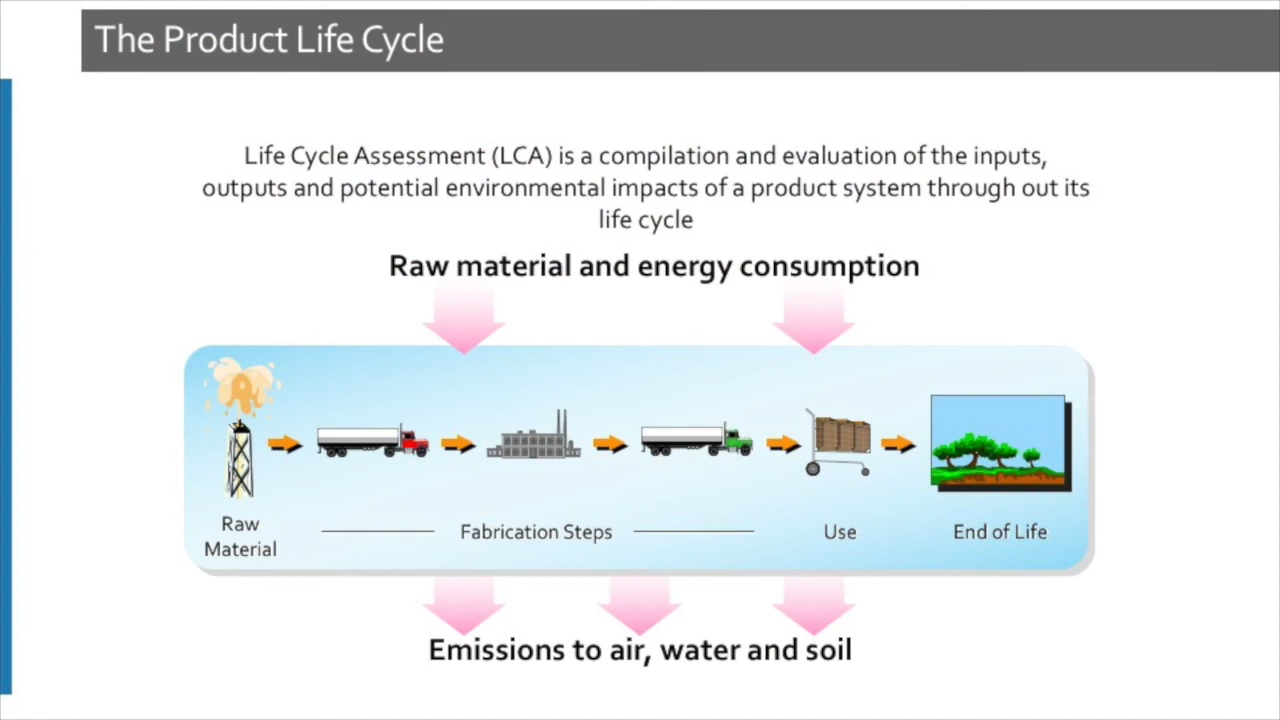 The Product Life Cycle
Life Cycle Assessment (LCA) is a compilation and evaluation of the inputs,
outputs and potential environmental impacts of a product system through out its
life cycle
Raw material and energy consumption
Raw
Material
Fabrication Steps
Use
End of Life
Emissions to air, water and soil